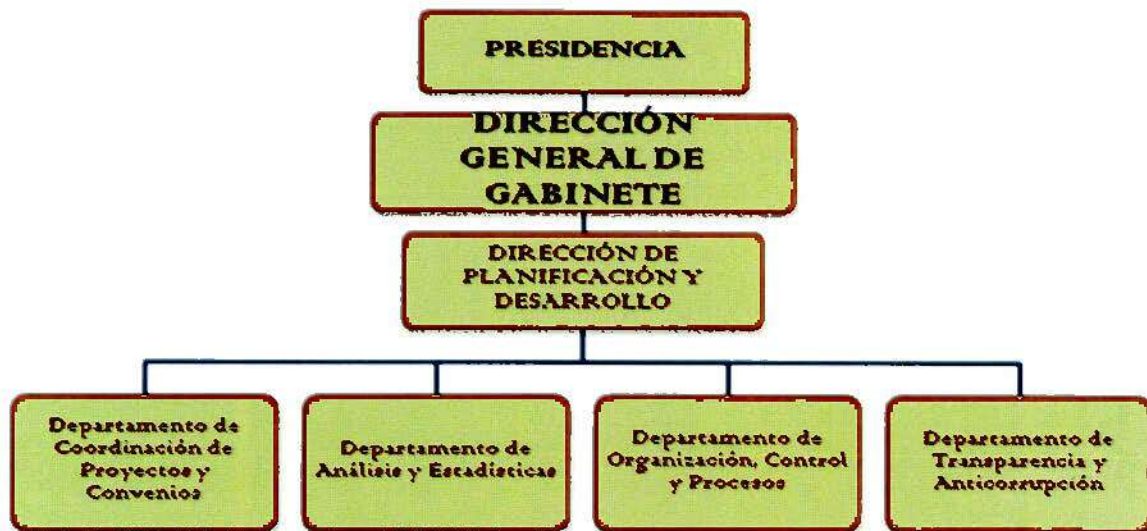 PRESIDENCIA
DIRECCIÓN
GENERAL DE
GABINETE
DIRECCIÓN DE
PLANIFICACIÓN Y
DESARROLLO
Departamento de
Coordinación de
Proyectos y
Convenios
Departamento de
Análisis y Estadísticas
Departamento de
Organización, Control
y Procesos
Departamento de
Transparencia y
Anticorrupción